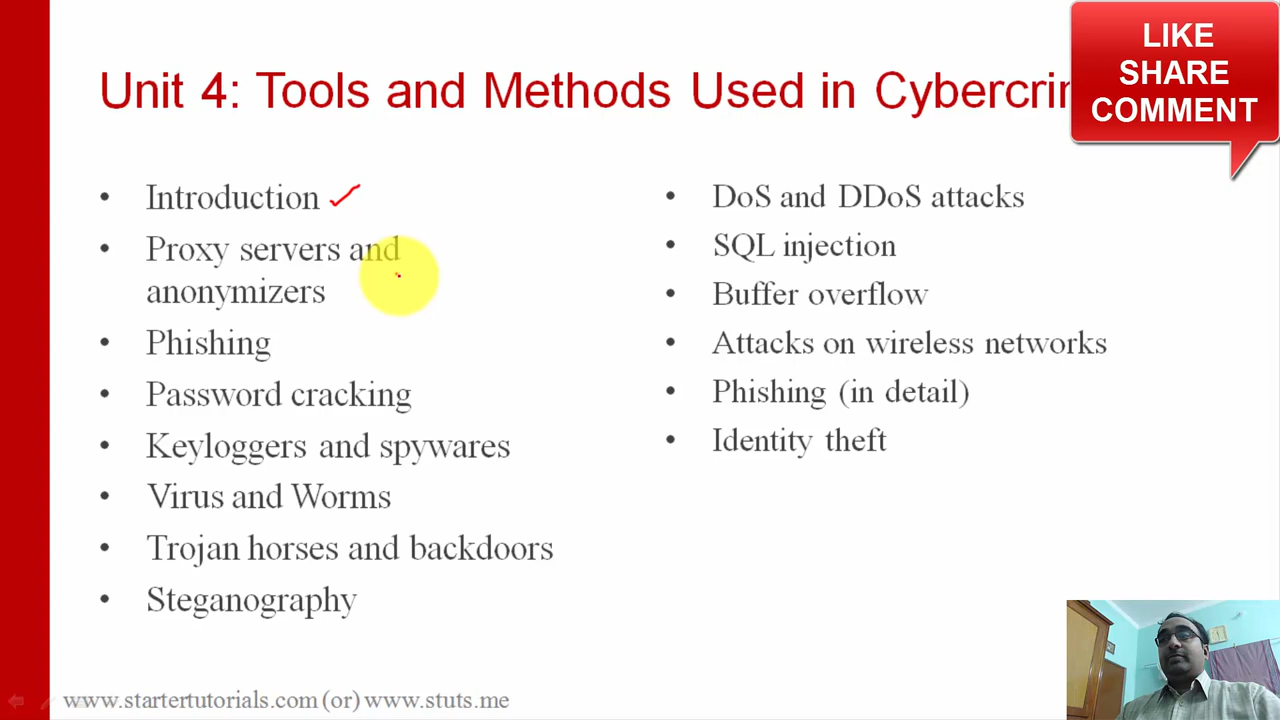 LIKE
SHARE
COMMENT
Unit 4: Tools and Methods Used in
Introduction
Proxy servers and
anonymizers
Phishing
Password cracking
Keyloggers and spywares
Virus and Worms
Trojan horses and backdoors
Steganography
DoS and DDoS attacks
SQL injection
Buffer overflow
Attacks on wireless networks
Phishing (in detail)
Identity theft
www.startertutorials.com (or) www.stuts.me